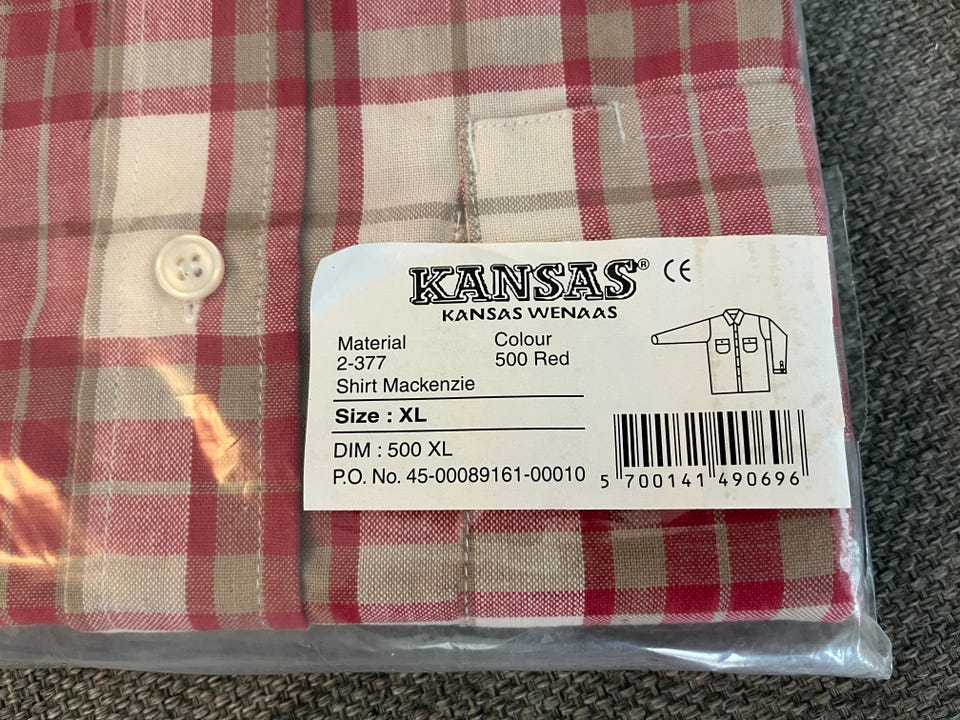 KANSAS® CE
KANSAS WENAAS
Material Colour
2-377 500 Red
Shirt Mackenzie
Size : XL
DIM : 500 XL
P.O. No. 45-00089161-00010
5 700141 490696